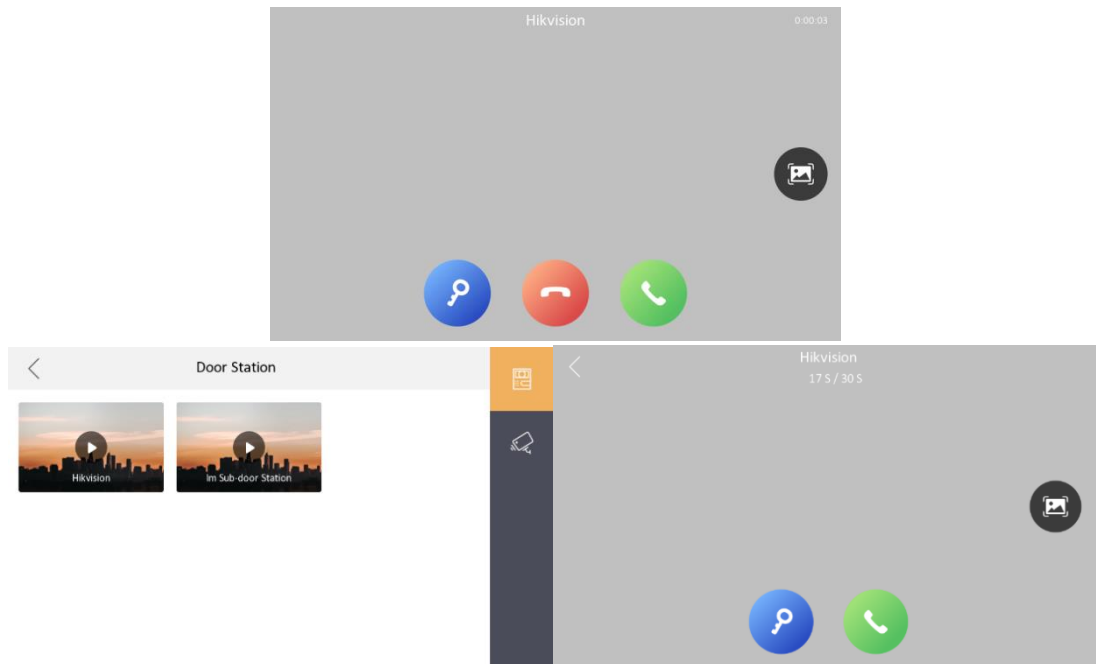 Hikvision
0:00:03
Door Station
Hikvision
Im Sub-door Station
Hikvision
17 S / 30 S